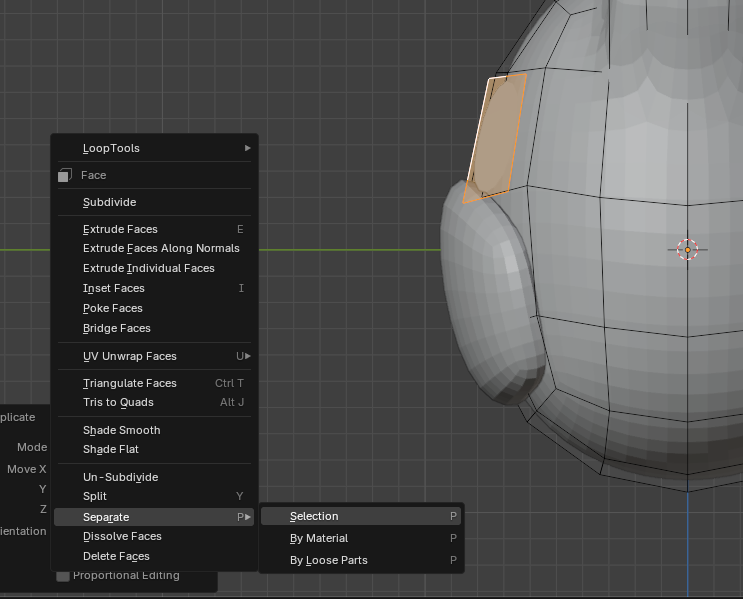 LoopTools
Face
Subdivide
Extrude Faces E
Extrude Faces Along Normals
Extrude Individual Faces
Inset Faces I
Poke Faces
Bridge Faces
UV Unwrap Faces U
Triangulate Faces Ctrl T
Tris to Quads Alt J
Shade Smooth
Shade Flat
Un-Subdivide
Split Y
Separate P
Dissolve Faces
Delete Faces
Selection P
By Material P
By Loose Parts P
plicate
Mode
Move X
Y
Z
ientation
Proportional Editing